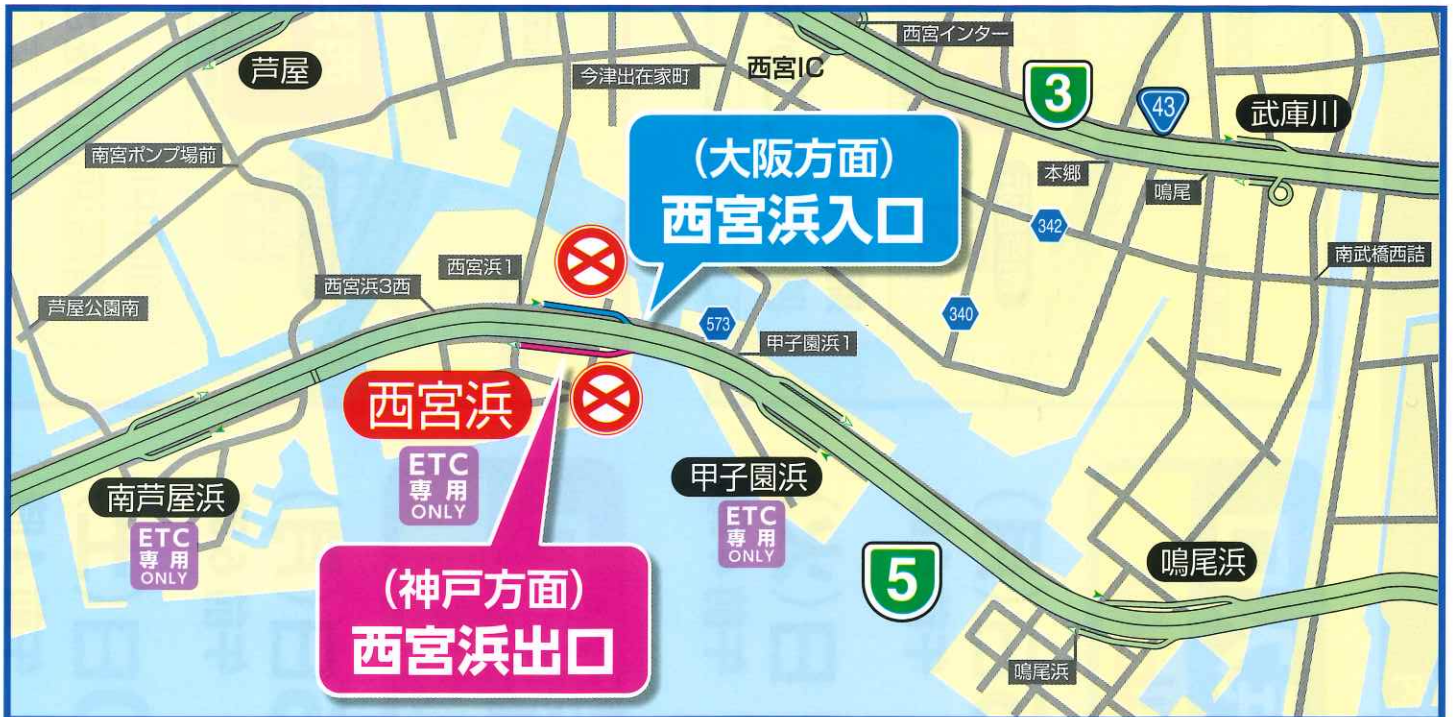 芦屋
西宮インター
今津出在家町
西宮IC
3
43
武庫川
南宮ポンプ場前
(大阪方面)
西宮浜入口
本郷
鳴尾
342
南武橋西詰
西宮浜1
西宮浜3西
芦屋公園南
573
340
甲子園浜1
西宮浜
ETC
専用
ONLY
南芦屋浜
ETC
専用
ONLY
甲子園浜
ETC
専用
ONLY
(神戸方面)
西宮浜出口
5
鳴尾浜
鳴尾浜